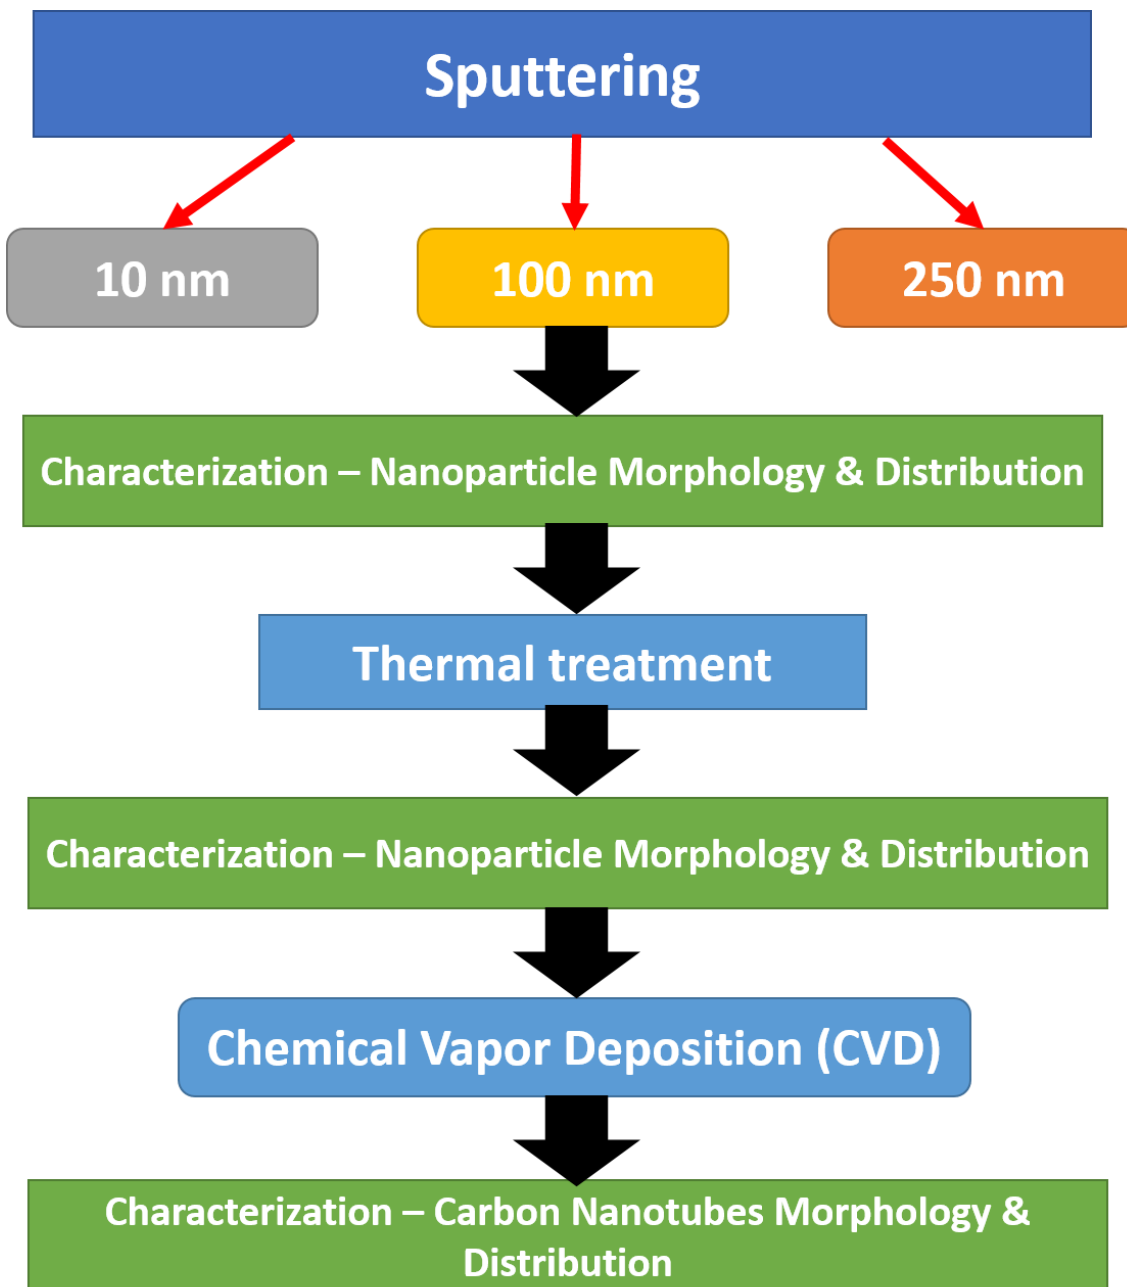 Sputtering
10 nm
100 nm
250 nm
Characterization – Nanoparticle Morphology & Distribution
Thermal treatment
Characterization – Nanoparticle Morphology & Distribution
Chemical Vapor Deposition (CVD)
Characterization – Carbon Nanotubes Morphology &
Distribution